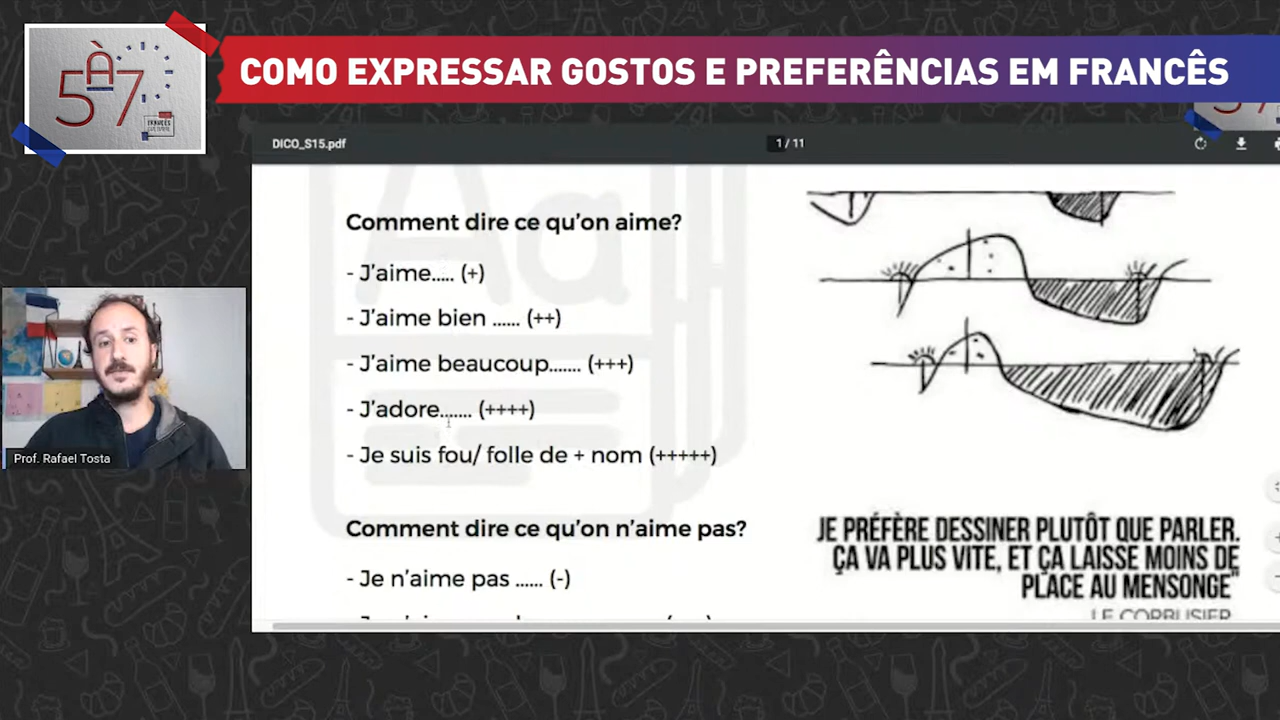 5À7
COMO EXPRESSAR GOSTOS E PREFERÊNCIAS EM FRANCÊS
DICO_S15.pdf
1 / 11
Comment dire ce qu'on aime?
- J'aime..... (+)
- J'aime bien ...... (++)
- J'aime beaucoup....... (+++)
- J'adore....... (++++)
- Je suis fou/ folle de + nom (+++++)
Comment dire ce qu'on n'aime pas?
- Je n'aime pas ...... (-)
JE PRÉFÈRE DESSINER PLUTÔT QUE PARLER.
ÇA VA PLUS VITE, ET ÇA LAISSE MOINS DE
PLACE AU MENSONGE"
LE CORBUSIER
Prof. Rafael Tosta